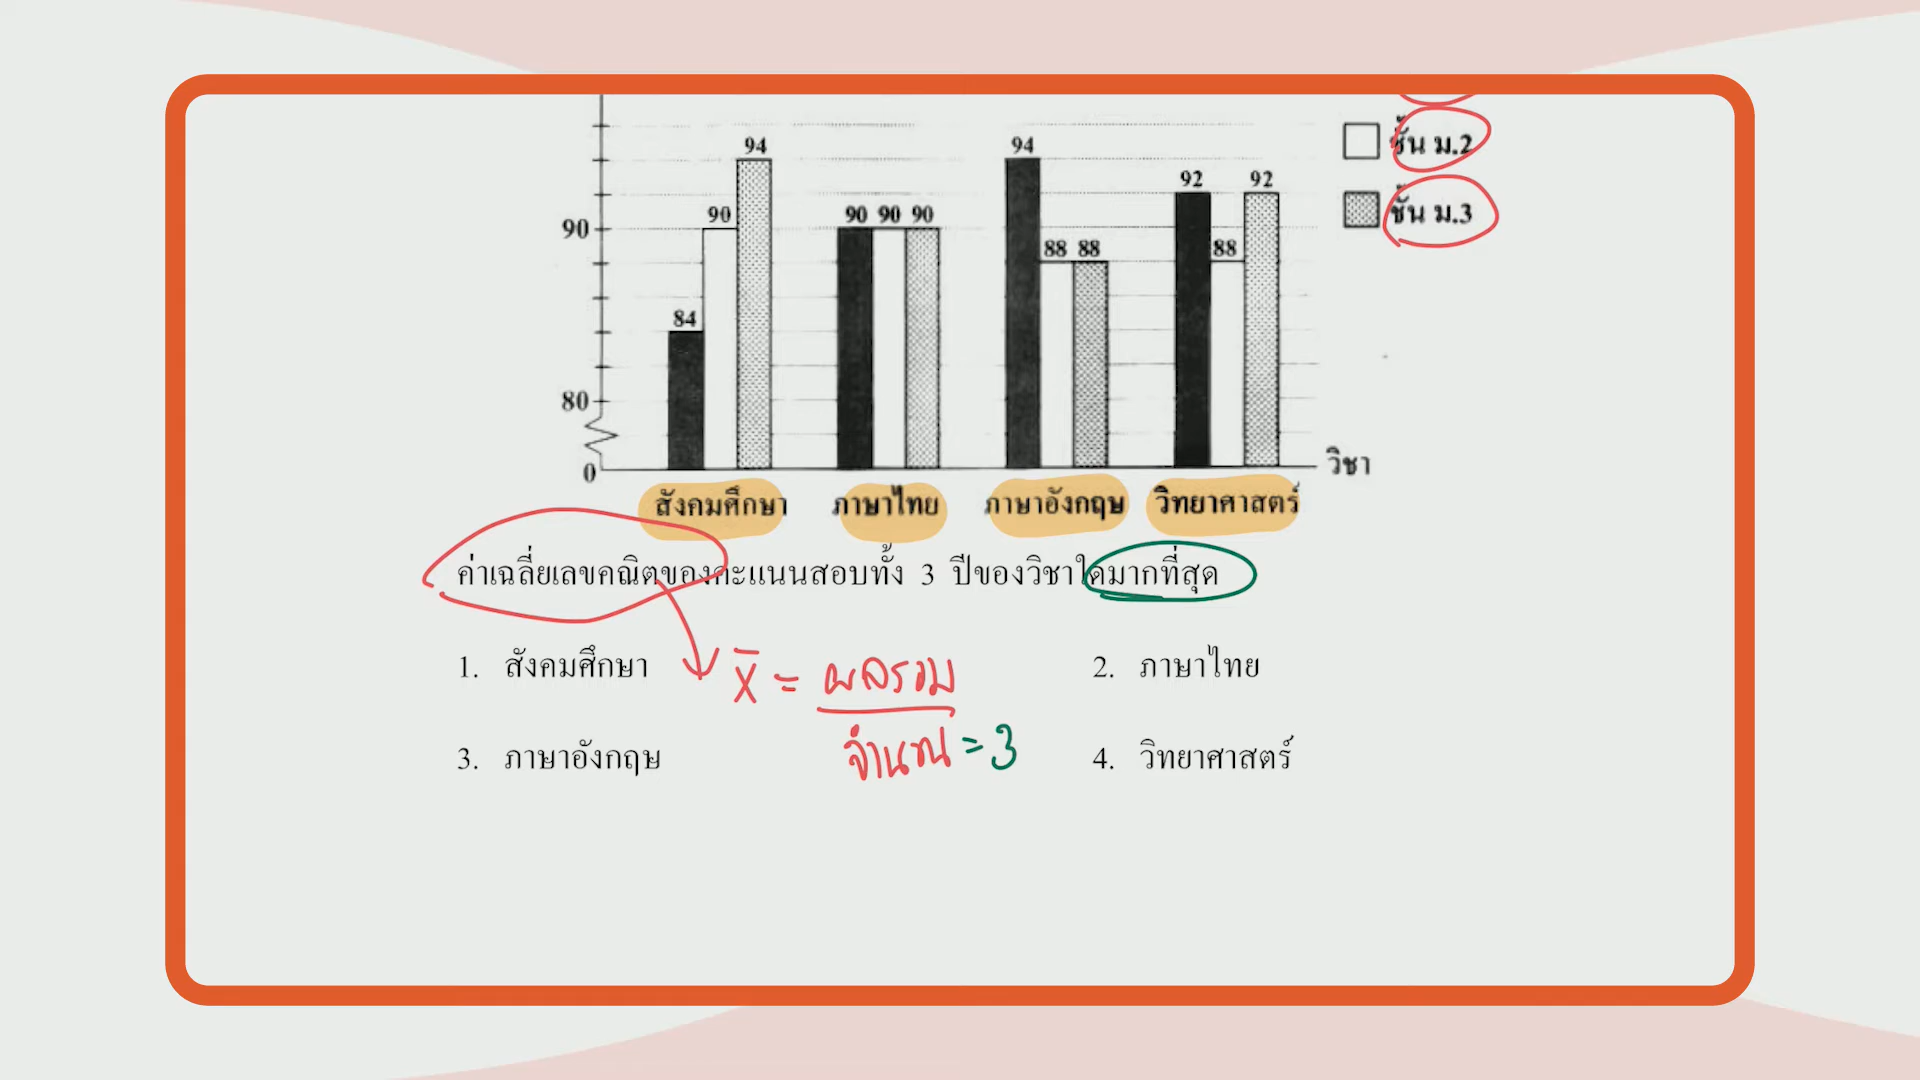 ชั้น ม.2
94
94
92
92
ชั้น ม.3
90
90
90 90 90
88 88
88
84
80
0
วิชา
สังคมศึกษา
ภาษาไทย
ภาษาอังกฤษ
วิทยาศาสตร์
ค่าเฉลี่ยเลขคณิตของคะแนนสอบทั้ง 3 ปีของวิชาใดมากที่สุด
1. สังคมศึกษา
X̄ = ผลรวม
จำนวน = 3
2. ภาษาไทย
3. ภาษาอังกฤษ
4. วิทยาศาสตร์